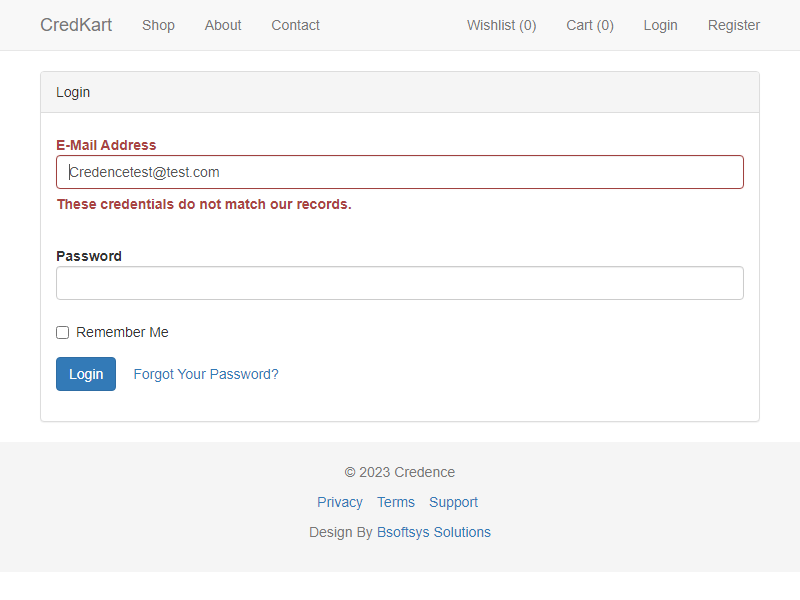 CredKart Shop About Contact Wishlist (0) Cart (0) Login Register
Login
E-Mail Address
Credencetest@test.com
These credentials do not match our records.
Password
Remember Me
Login Forgot Your Password?
© 2023 Credence
Privacy Terms Support
Design By Bsoftsys Solutions